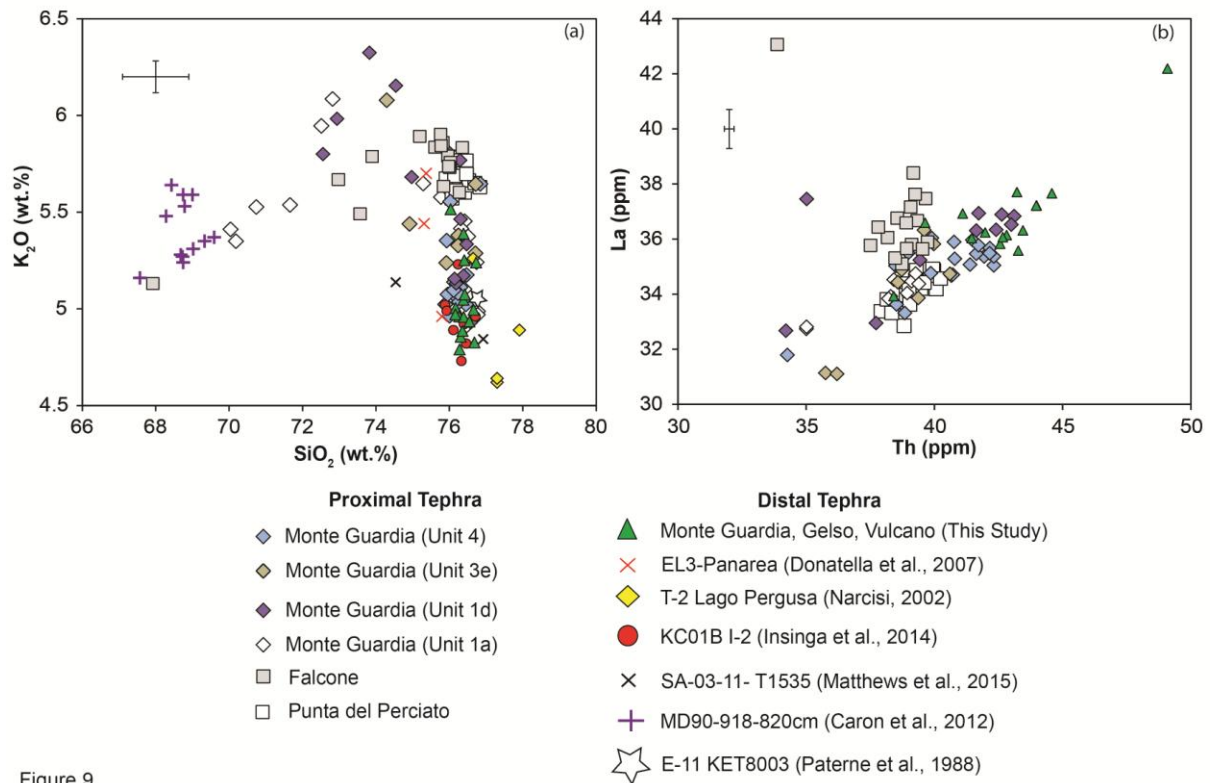 6.5
6
5.5
5
4.5
K2O (wt.%)
(a)
66 68 70 72 74 76 78 80
SiO2 (wt.%)
44
42
40
38
36
34
32
30
La (ppm)
(b)
30 35 40 45 50
Th (ppm)
Proximal Tephra
Monte Guardia (Unit 4)
Monte Guardia (Unit 3e)
Monte Guardia (Unit 1d)
Monte Guardia (Unit 1a)
Falcone
Punta del Perciato
Distal Tephra
Monte Guardia, Gelso, Vulcano (This Study)
EL3-Panarea (Donatella et al., 2007)
T-2 Lago Pergusa (Narcisi, 2002)
KC01B I-2 (Insinga et al., 2014)
SA-03-11- T1535 (Matthews et al., 2015)
MD90-918-820cm (Caron et al., 2012)
E-11 KET8003 (Paterne et al., 1988)
Figure 9